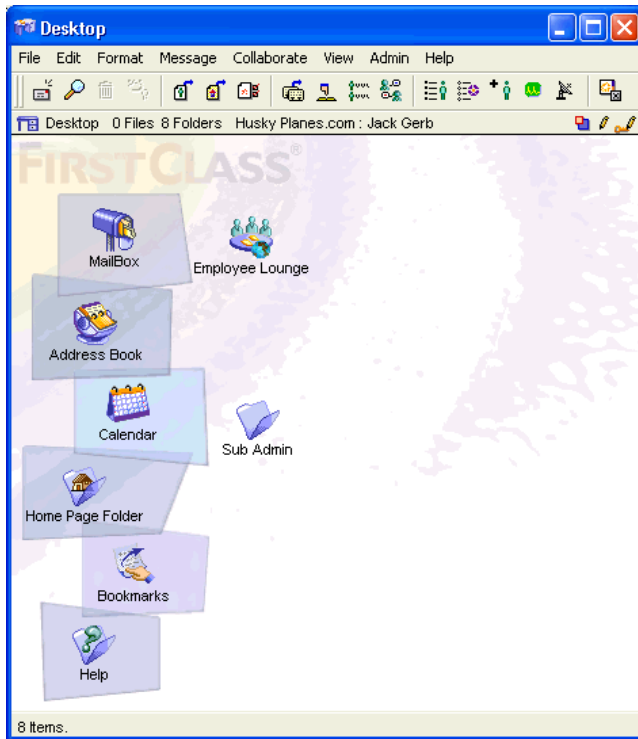 Desktop
File Edit Format Message Collaborate View Admin Help
Desktop 0 Files 8 Folders Husky Planes.com : Jack Gerb
FIRSTCLASS®
MailBox
Employee Lounge
Address Book
Calendar
Sub Admin
Home Page Folder
Bookmarks
Help
8 Items.